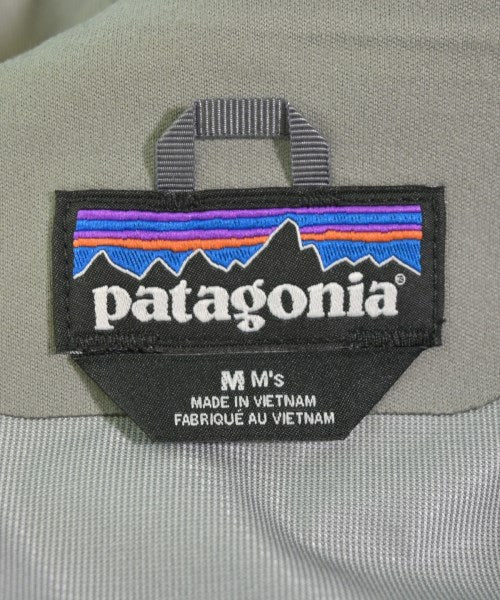 patagonia®
M M's
MADE IN VIETNAM
FABRIQUÉ AU VIETNAM